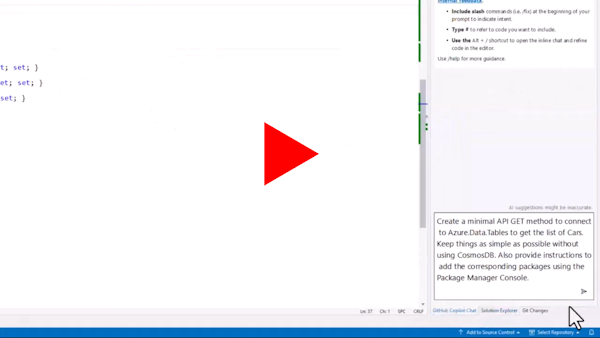 Internal Feedback.
• Include slash commands (i.e. /fix) at the beginning of your
prompt to indicate intent.
• Type # to refer to code you want to include.
• Use the Alt + / shortcut to open the inline chat and refine
code in the editor.
Use /help for more guidance.
t; set; }
et; set; }
set; }
AI suggestions might be inaccurate.
Create a minimal API GET method to connect
to Azure.Data.Tables to get the list of Cars.
Keep things as simple as possible without
using CosmosDB. Also provide instructions to
add the corresponding packages using the
Package Manager Console.
Ln: 37 Ch: 1 SPC CRLF
GitHub Copilot Chat Solution Explorer Git Changes
Add to Source Control Select Repository